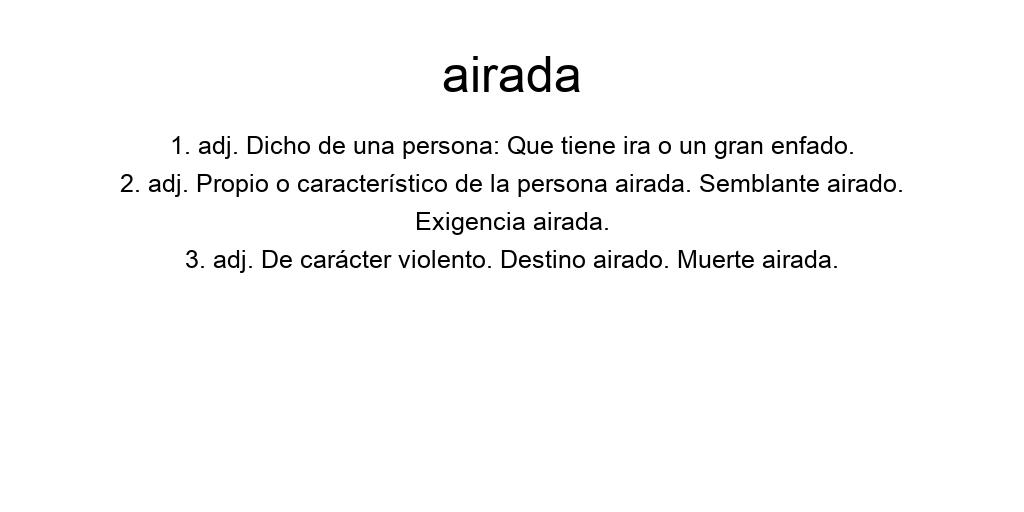 airada
1. adj. Dicho de una persona: Que tiene ira o un gran enfado.
2. adj. Propio o característico de la persona airada. Semblante airado.
Exigencia airada.
3. adj. De carácter violento. Destino airado. Muerte airada.